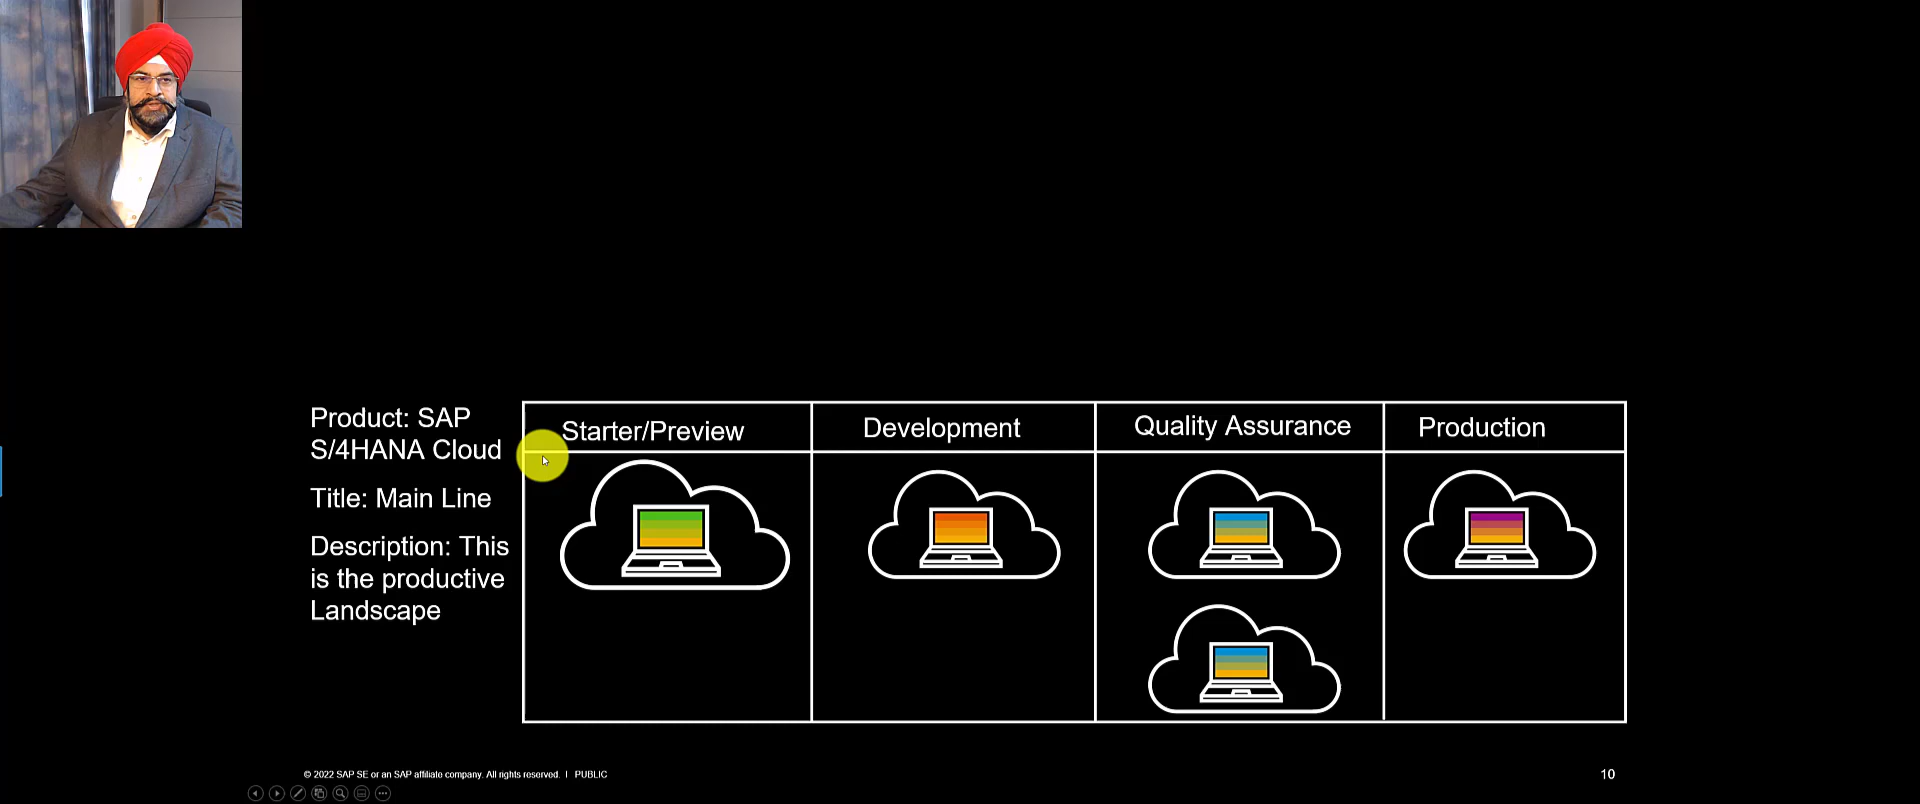 Product: SAP
S/4HANA Cloud
Title: Main Line
Description: This
is the productive
Landscape
Starter/Preview
Development
Quality Assurance
Production
© 2022 SAP SE or an SAP affiliate company. All rights reserved. I PUBLIC
10